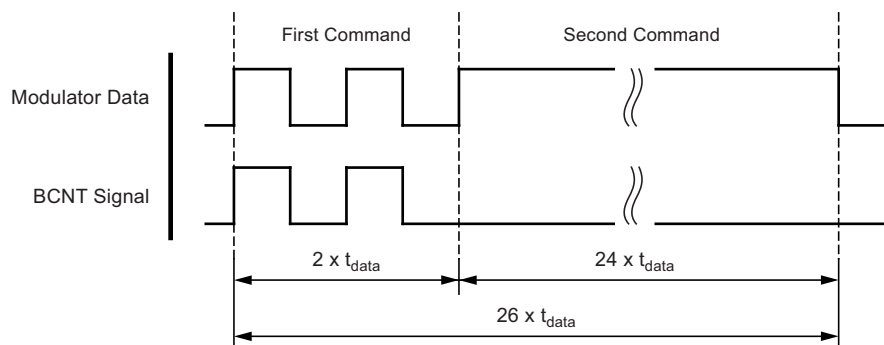 First Command
Second Command
Modulator Data
BCNT Signal
2 x tdata
24 x tdata
26 x tdata